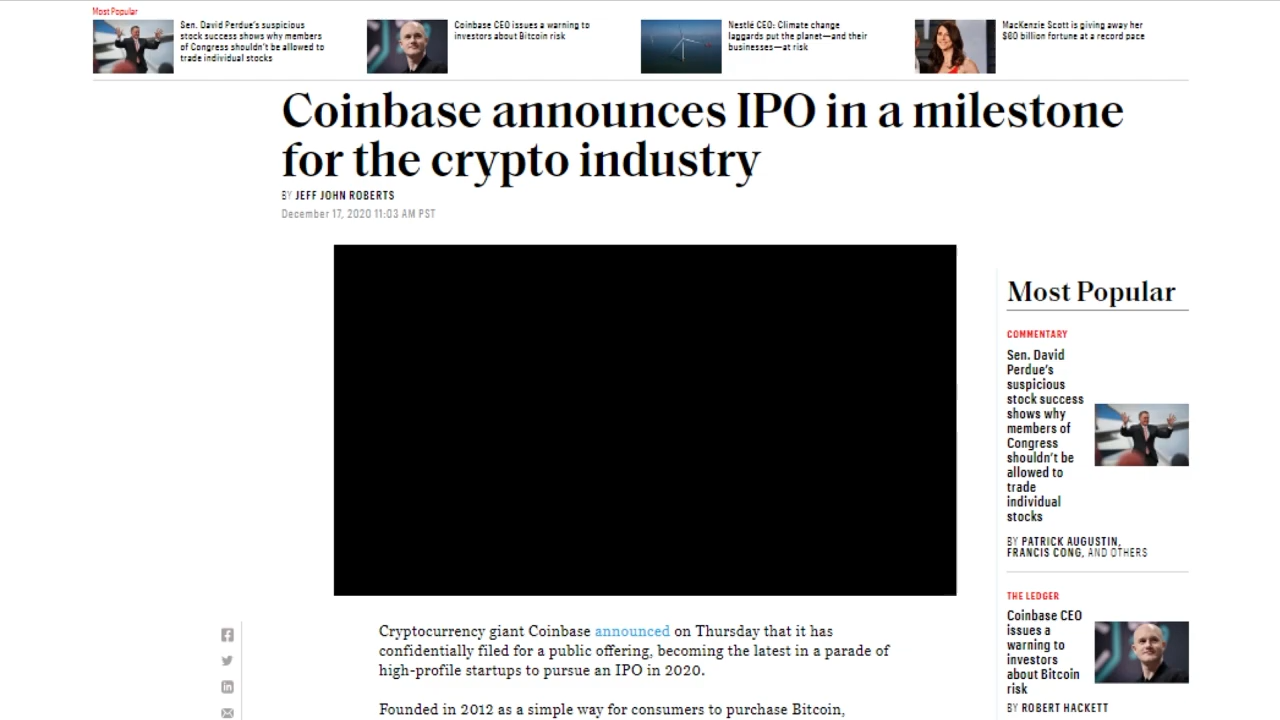 Most Popular
Sen. David Perdue's suspicious
stock success shows why members
of Congress shouldn't be allowed to
trade individual stocks
Coinbase CEO issues a warning to
investors about Bitcoin risk
Nestlé CEO: Climate change
laggards put the planet—and their
businesses—at risk
MacKenzie Scott is giving away her
$60 billion fortune at a record pace
Coinbase announces IPO in a milestone
for the crypto industry
BY JEFF JOHN ROBERTS
December 17, 2020 11:03 AM PST
Cryptocurrency giant Coinbase announced on Thursday that it has
confidentially filed for a public offering, becoming the latest in a parade of
high-profile startups to pursue an IPO in 2020.
Founded in 2012 as a simple way for consumers to purchase Bitcoin,
Most Popular
COMMENTARY
Sen. David
Perdue's
suspicious
stock success
shows why
members of
Congress
shouldn't be
allowed to
trade
individual
stocks
BY PATRICK AUGUSTIN,
FRANCIS CONG, AND OTHERS
THE LEDGER
Coinbase CEO
issues a
warning to
investors
about Bitcoin
risk
BY ROBERT HACKETT